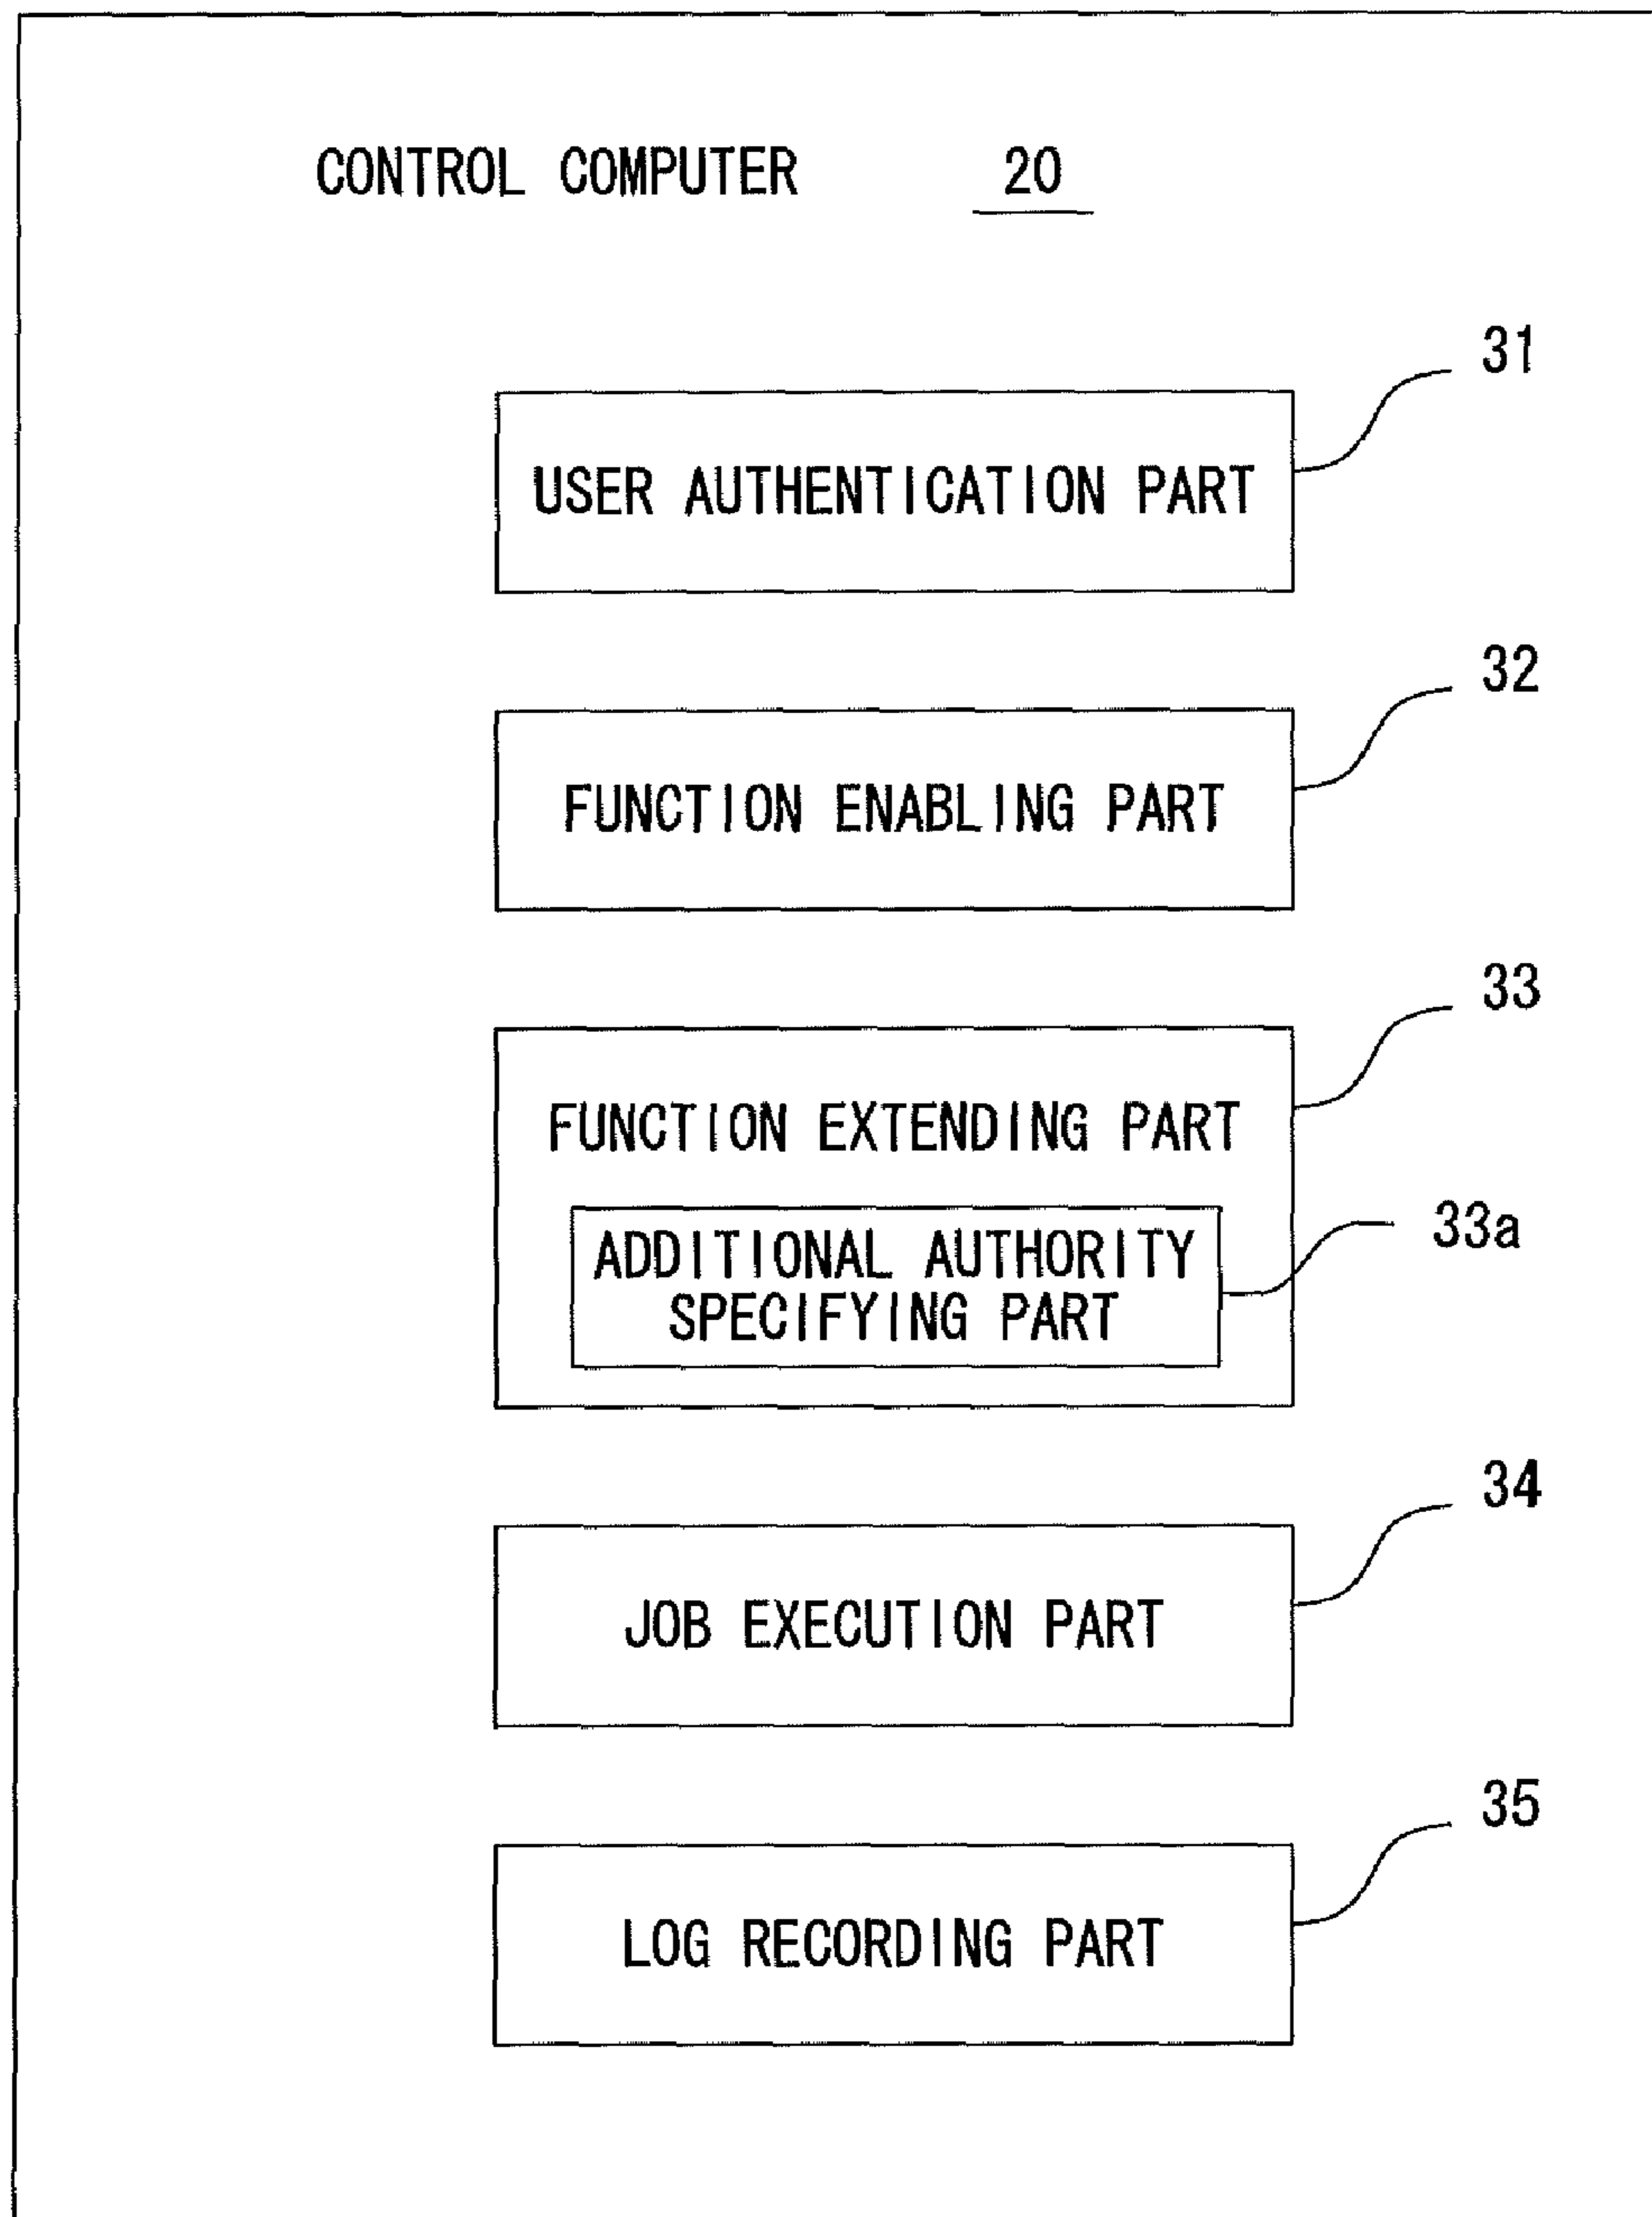 CONTROL COMPUTER 20
31
USER AUTHENTICATION PART
32
FUNCTION ENABLING PART
33
FUNCTION EXTENDING PART
33a
ADDITIONAL AUTHORITY
SPECIFYING PART
34
JOB EXECUTION PART
35
LOG RECORDING PART